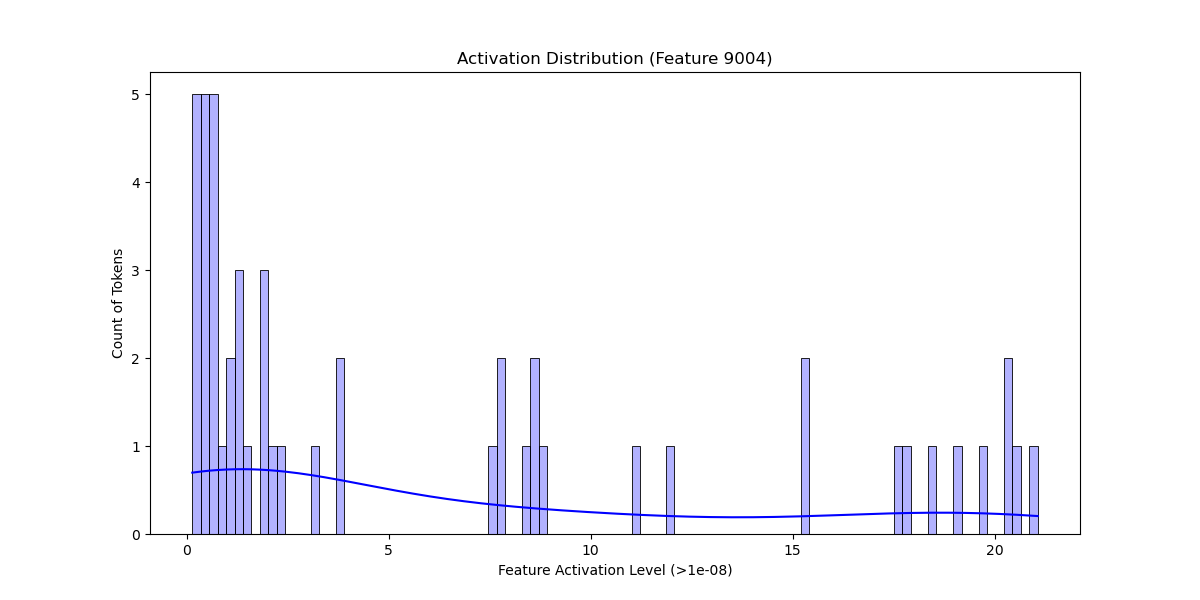 Activation Distribution (Feature 9004)
5
4
3
2
1
0
Count of Tokens
0 5 10 15 20
Feature Activation Level (>1e-08)